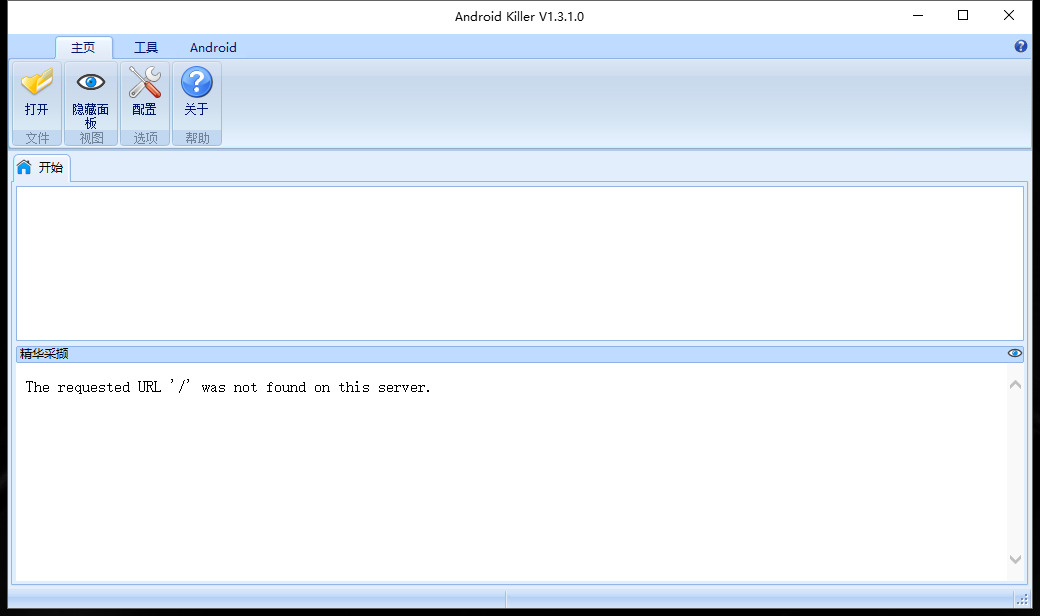 Android Killer V1.3.1.0
主页 工具 Android
打开 隐藏面板 配置 关于
文件 视图 选项 帮助
开始
精华采撷
The requested URL '/' was not found on this server.